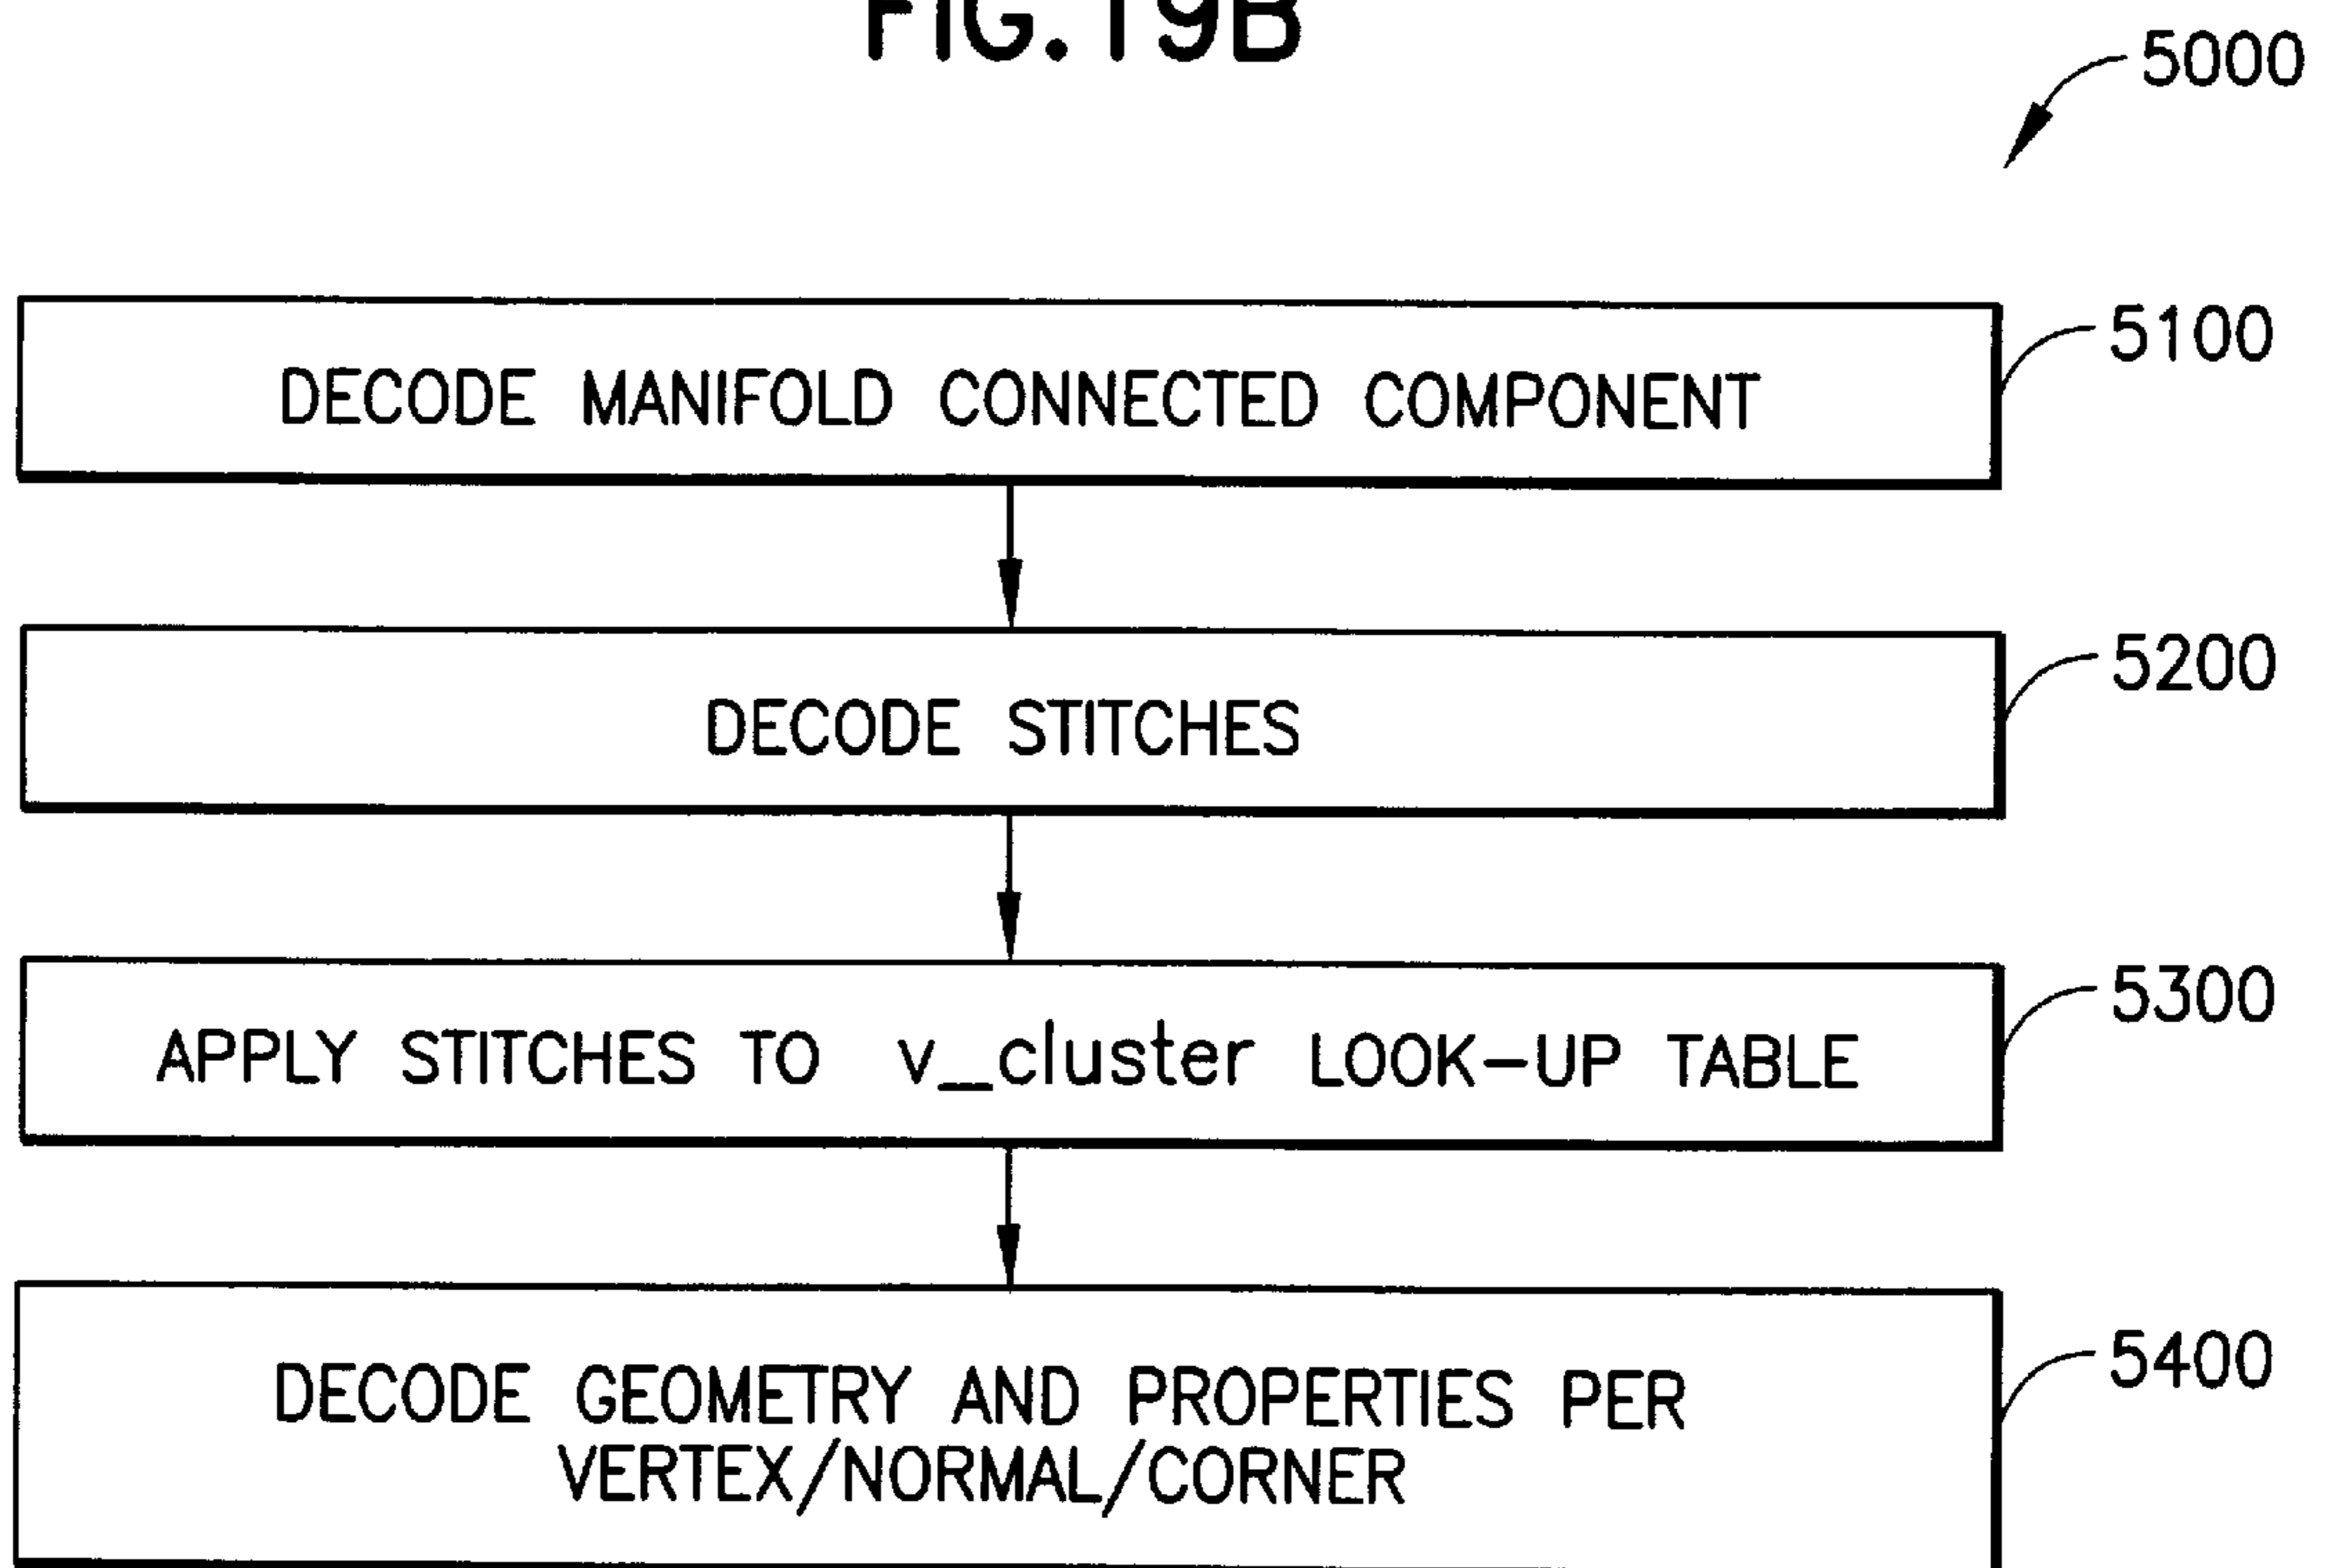 FIG.19B
5000
DECODE MANIFOLD CONNECTED COMPONENT
5100
DECODE STITCHES
5200
APPLY STITCHES TO v_cluster LOOK-UP TABLE
5300
DECODE GEOMETRY AND PROPERTIES PER
VERTEX/NORMAL/CORNER
5400